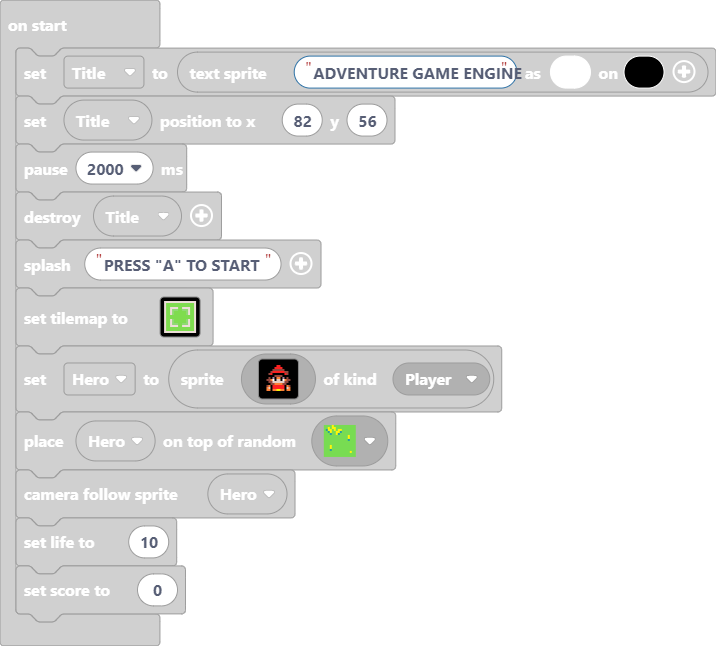 on start
set Title to text sprite "ADVENTURE GAME ENGINE" as on
set Title position to x 82 y 56
pause 2000 ms
destroy Title
splash "PRESS "A" TO START "
set tilemap to
set Hero to sprite of kind Player
place Hero on top of random
camera follow sprite Hero
set life to 10
set score to 0